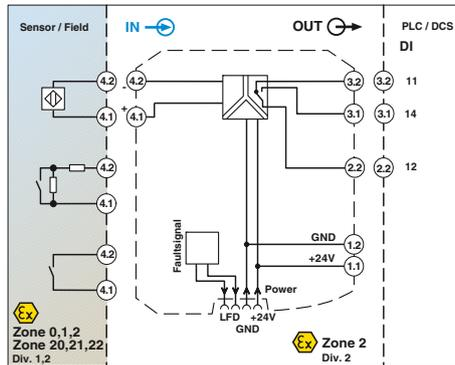 Sensor / Field
IN
OUT
PLC / DCS
DI
4.2
- 4.2
3.2
3.2
11
4.1
+ 4.1
3.1
3.1
14
4.2
2.2
2.2
12
4.1
4.2
4.1
Faultsignal
GND
1.2
+24V
1.1
Power
LFD
+24V
GND
Ex
Zone 0,1,2
Zone 20,21,22
Div. 1,2
Ex
Zone 2
Div. 2